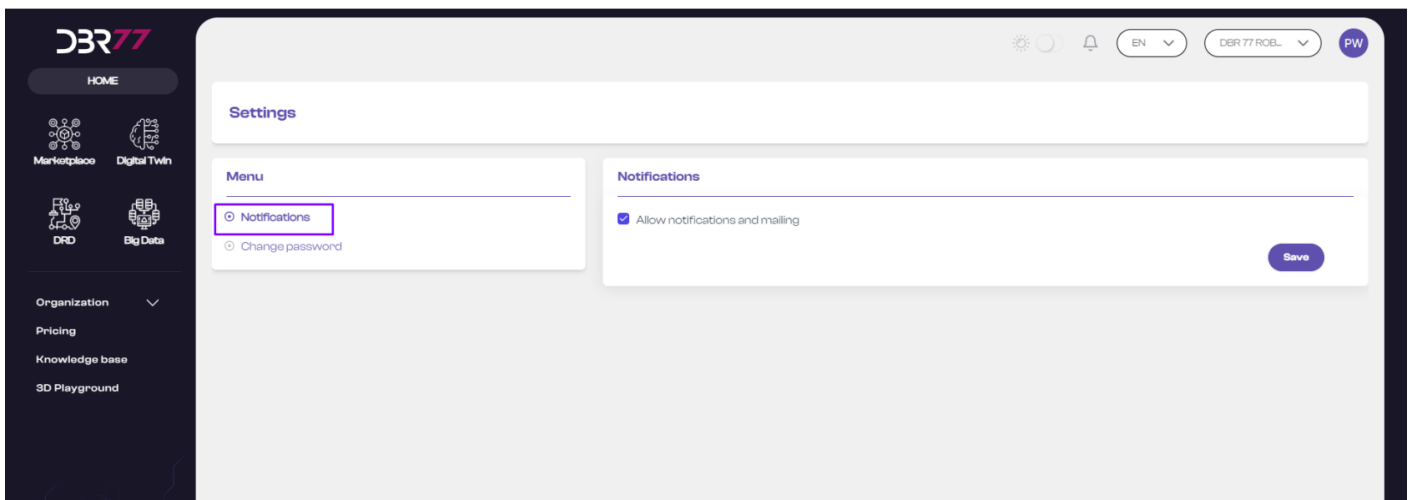 DBR77
HOME
Marketplace
Digital Twin
DRD
Big Data
Organization
Pricing
Knowledge base
3D Playground
EN
DBR 77 ROB...
PW
Settings
Menu
Notifications
Change password
Notifications
Allow notifications and mailing
Save